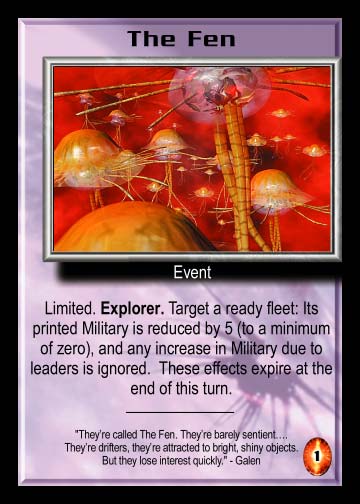 The Fen
Event
Limited. Explorer. Target a ready fleet: Its
printed Military is reduced by 5 (to a minimum
of zero), and any increase in Military due to
leaders is ignored.  These effects expire at the
end of this turn.
"They're called The Fen. They're barely sentient....
They're drifters, they're attracted to bright, shiny objects.
But they lose interest quickly." - Galen
1